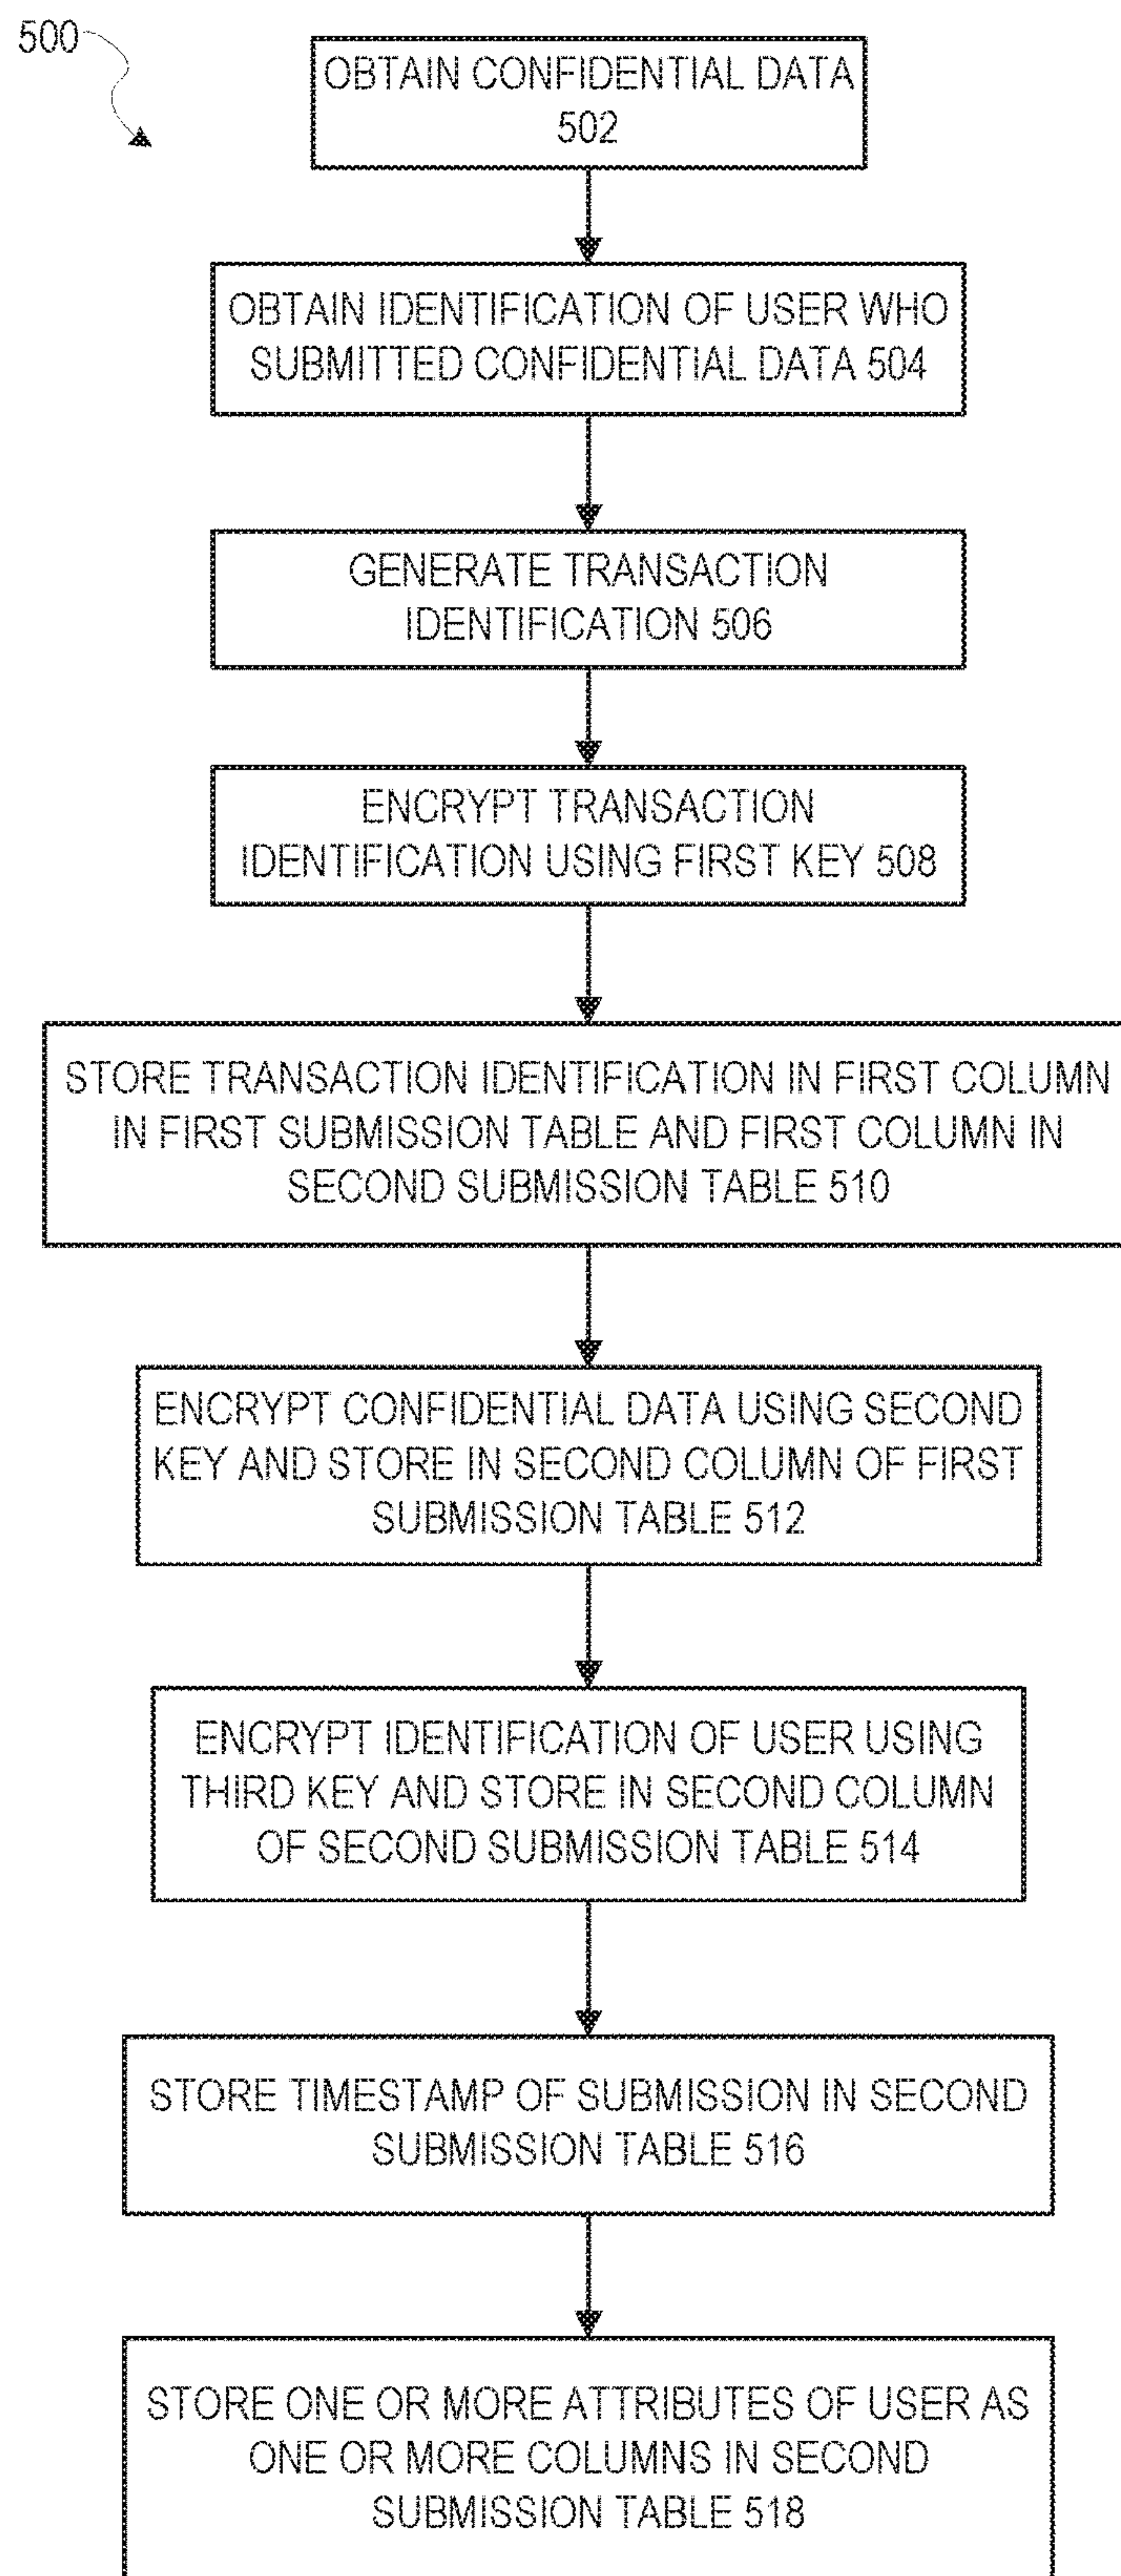 500
OBTAIN CONFIDENTIAL DATA
502
OBTAIN IDENTIFICATION OF USER WHO
SUBMITTED CONFIDENTIAL DATA 504
GENERATE TRANSACTION
IDENTIFICATION 506
ENCRYPT TRANSACTION
IDENTIFICATION USING FIRST KEY 508
STORE TRANSACTION IDENTIFICATION IN FIRST COLUMN
IN FIRST SUBMISSION TABLE AND FIRST COLUMN IN
SECOND SUBMISSION TABLE 510
ENCRYPT CONFIDENTIAL DATA USING SECOND
KEY AND STORE IN SECOND COLUMN OF FIRST
SUBMISSION TABLE 512
ENCRYPT IDENTIFICATION OF USER USING
THIRD KEY AND STORE IN SECOND COLUMN
OF SECOND SUBMISSION TABLE 514
STORE TIMESTAMP OF SUBMISSION IN SECOND
SUBMISSION TABLE 516
STORE ONE OR MORE ATTRIBUTES OF USER AS
ONE OR MORE COLUMNS IN SECOND
SUBMISSION TABLE 518